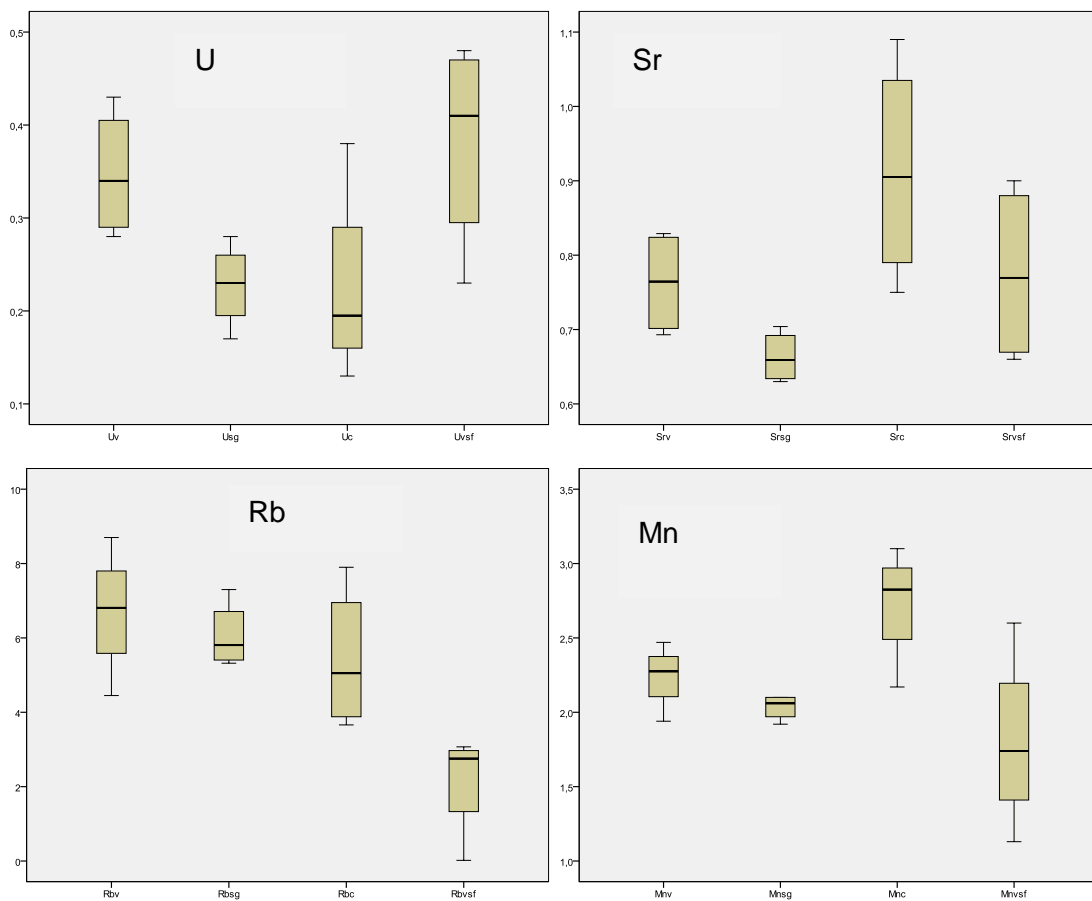 U
0,5
0,4
0,3
0,2
0,1
Uv Usg Uc Uvsf
Sr
1,1
1,0
0,9
0,8
0,7
0,6
Srv Srsg Src Srvsf
Rb
10
8
6
4
2
0
Rbv Rbsg Rbc Rbvsf
Mn
3,5
3,0
2,5
2,0
1,5
1,0
Mnv Mnsg Mnc Mnvsf